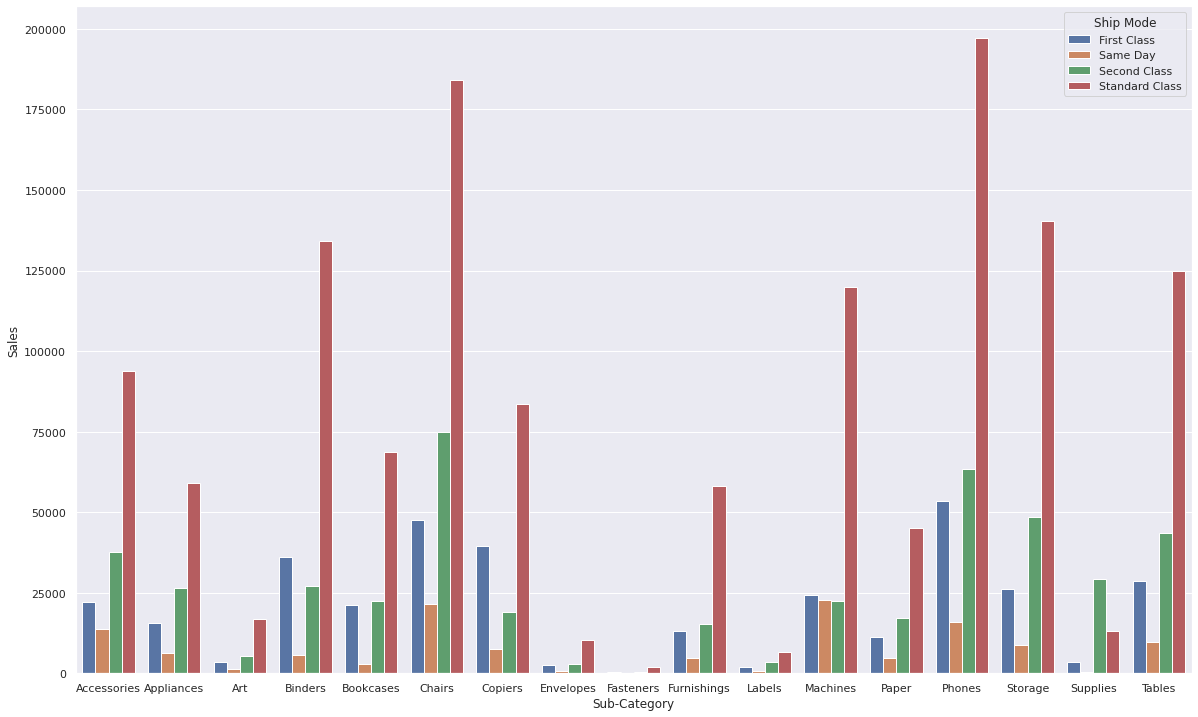 200000
175000
150000
125000
100000
75000
50000
25000
0
Sales
Ship Mode
First Class
Same Day
Second Class
Standard Class
Accessories Appliances Art Binders Bookcases Chairs Copiers Envelopes Fasteners Furnishings Labels Machines Paper Phones Storage Supplies Tables
Sub-Category